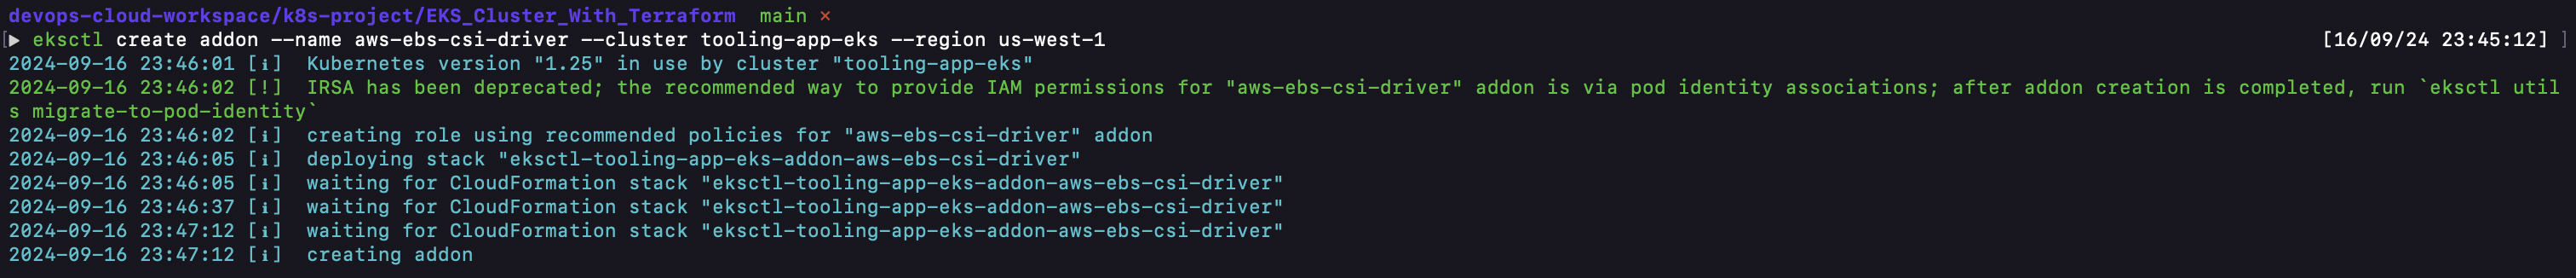 devops-cloud-workspace/k8s-project/EKS_Cluster_With_Terraform main ×
[▶ eksctl create addon --name aws-ebs-csi-driver --cluster tooling-app-eks --region us-west-1 [16/09/24 23:45:12] ]
2024-09-16 23:46:01 [ℹ]  Kubernetes version "1.25" in use by cluster "tooling-app-eks"
2024-09-16 23:46:02 [!]  IRSA has been deprecated; the recommended way to provide IAM permissions for "aws-ebs-csi-driver" addon is via pod identity associations; after addon creation is completed, run `eksctl util
s migrate-to-pod-identity`
2024-09-16 23:46:02 [ℹ]  creating role using recommended policies for "aws-ebs-csi-driver" addon
2024-09-16 23:46:05 [ℹ]  deploying stack "eksctl-tooling-app-eks-addon-aws-ebs-csi-driver"
2024-09-16 23:46:05 [ℹ]  waiting for CloudFormation stack "eksctl-tooling-app-eks-addon-aws-ebs-csi-driver"
2024-09-16 23:46:37 [ℹ]  waiting for CloudFormation stack "eksctl-tooling-app-eks-addon-aws-ebs-csi-driver"
2024-09-16 23:47:12 [ℹ]  waiting for CloudFormation stack "eksctl-tooling-app-eks-addon-aws-ebs-csi-driver"
2024-09-16 23:47:12 [ℹ]  creating addon